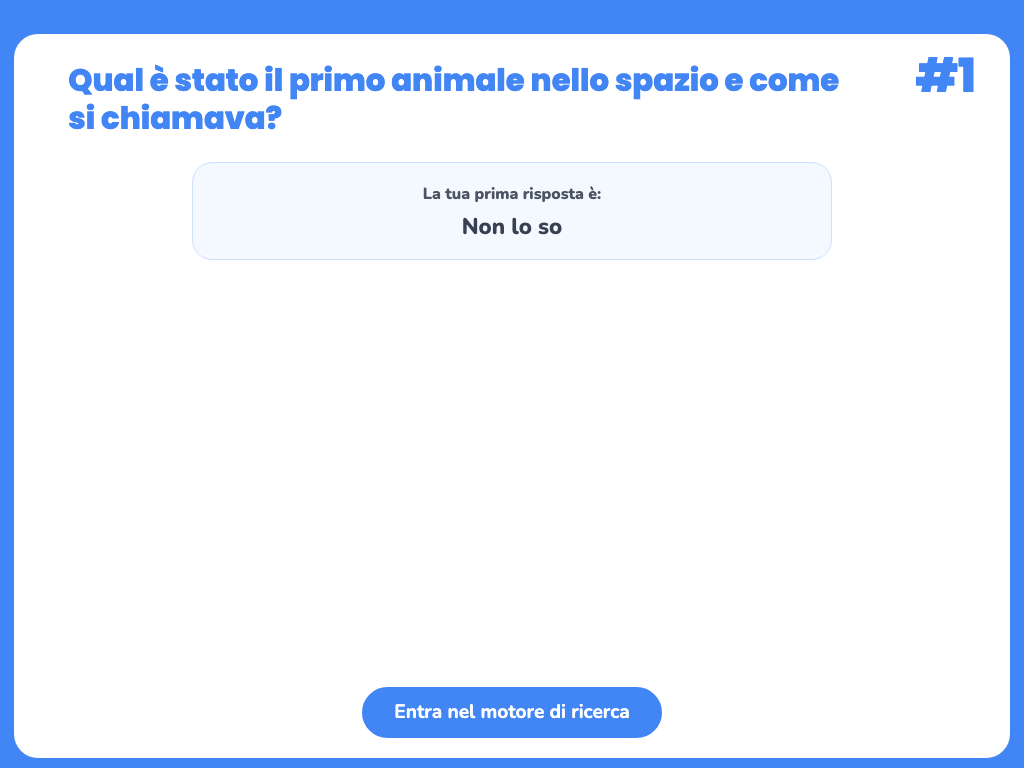 Qual è stato il primo animale nello spazio e come
si chiamava?
#1
La tua prima risposta è:
Non lo so
Entra nel motore di ricerca